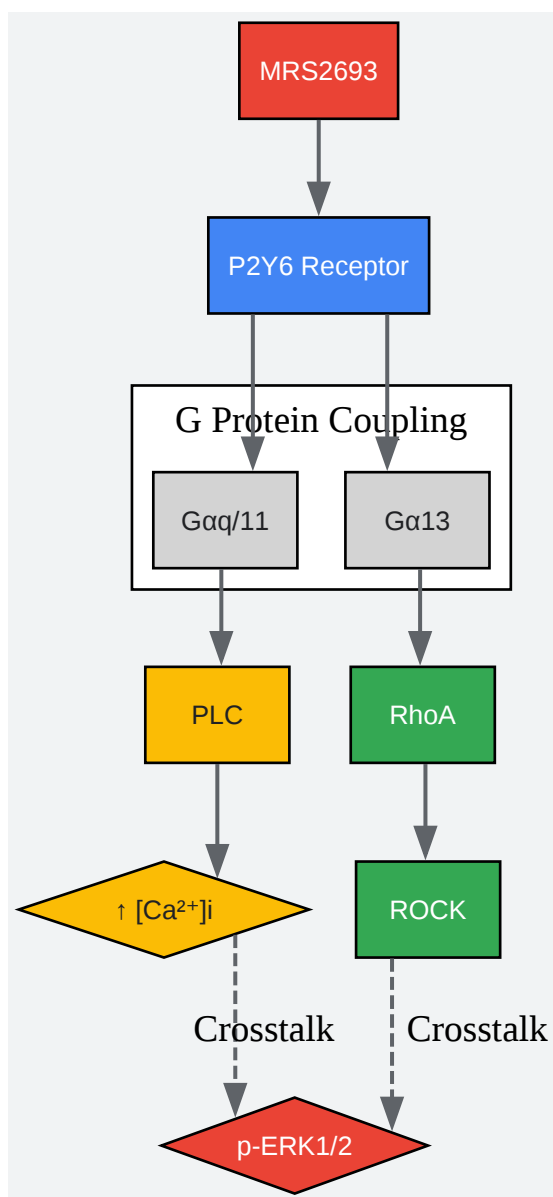 MRS2693
P2Y6 Receptor
G Protein Coupling
Gαq/11
Gα13
PLC
RhoA
↑ [Ca²⁺]i
ROCK
Crosstalk
Crosstalk
p-ERK1/2